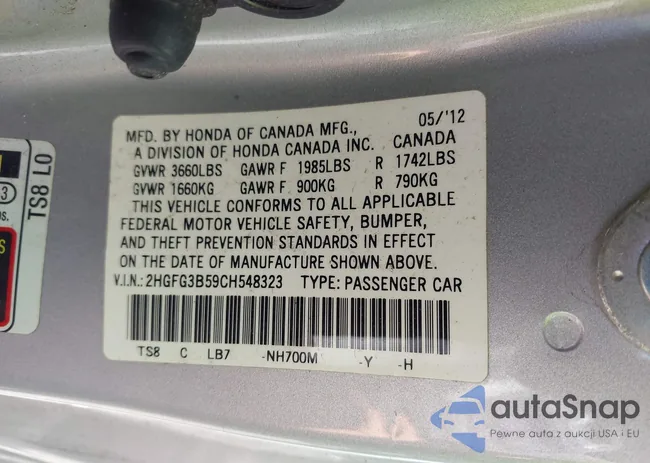 05/'12
MFD. BY HONDA OF CANADA MFG.,
A DIVISION OF HONDA CANADA INC. CANADA
GVWR 3660LBS GAWR F 1985LBS R 1742LBS
GVWR 1660KG GAWR F 900KG R 790KG
THIS VEHICLE CONFORMS TO ALL APPLICABLE
FEDERAL MOTOR VEHICLE SAFETY, BUMPER,
AND THEFT PREVENTION STANDARDS IN EFFECT
ON THE DATE OF MANUFACTURE SHOWN ABOVE.
V.I.N.: 2HGFG3B59CH548323 TYPE: PASSENGER CAR
TS8 C LB7 -NH700M -Y -H
TS8 L0
3
autaSnap
Pewne auta z aukcji USA i EU